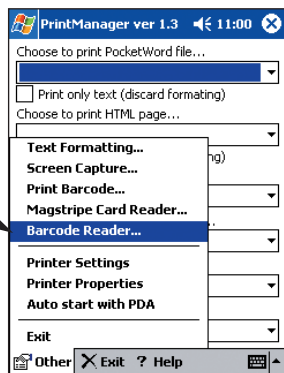 PrintManager ver 1.3 11:00
Choose to print PocketWord file...
Print only text (discard formating)
Choose to print HTML page...
ng)
Text Formatting...
Screen Capture...
Print Barcode...
Magstripe Card Reader...
..
Barcode Reader...
Printer Settings
Printer Properties
Auto start with PDA
Exit
Other Exit ? Help